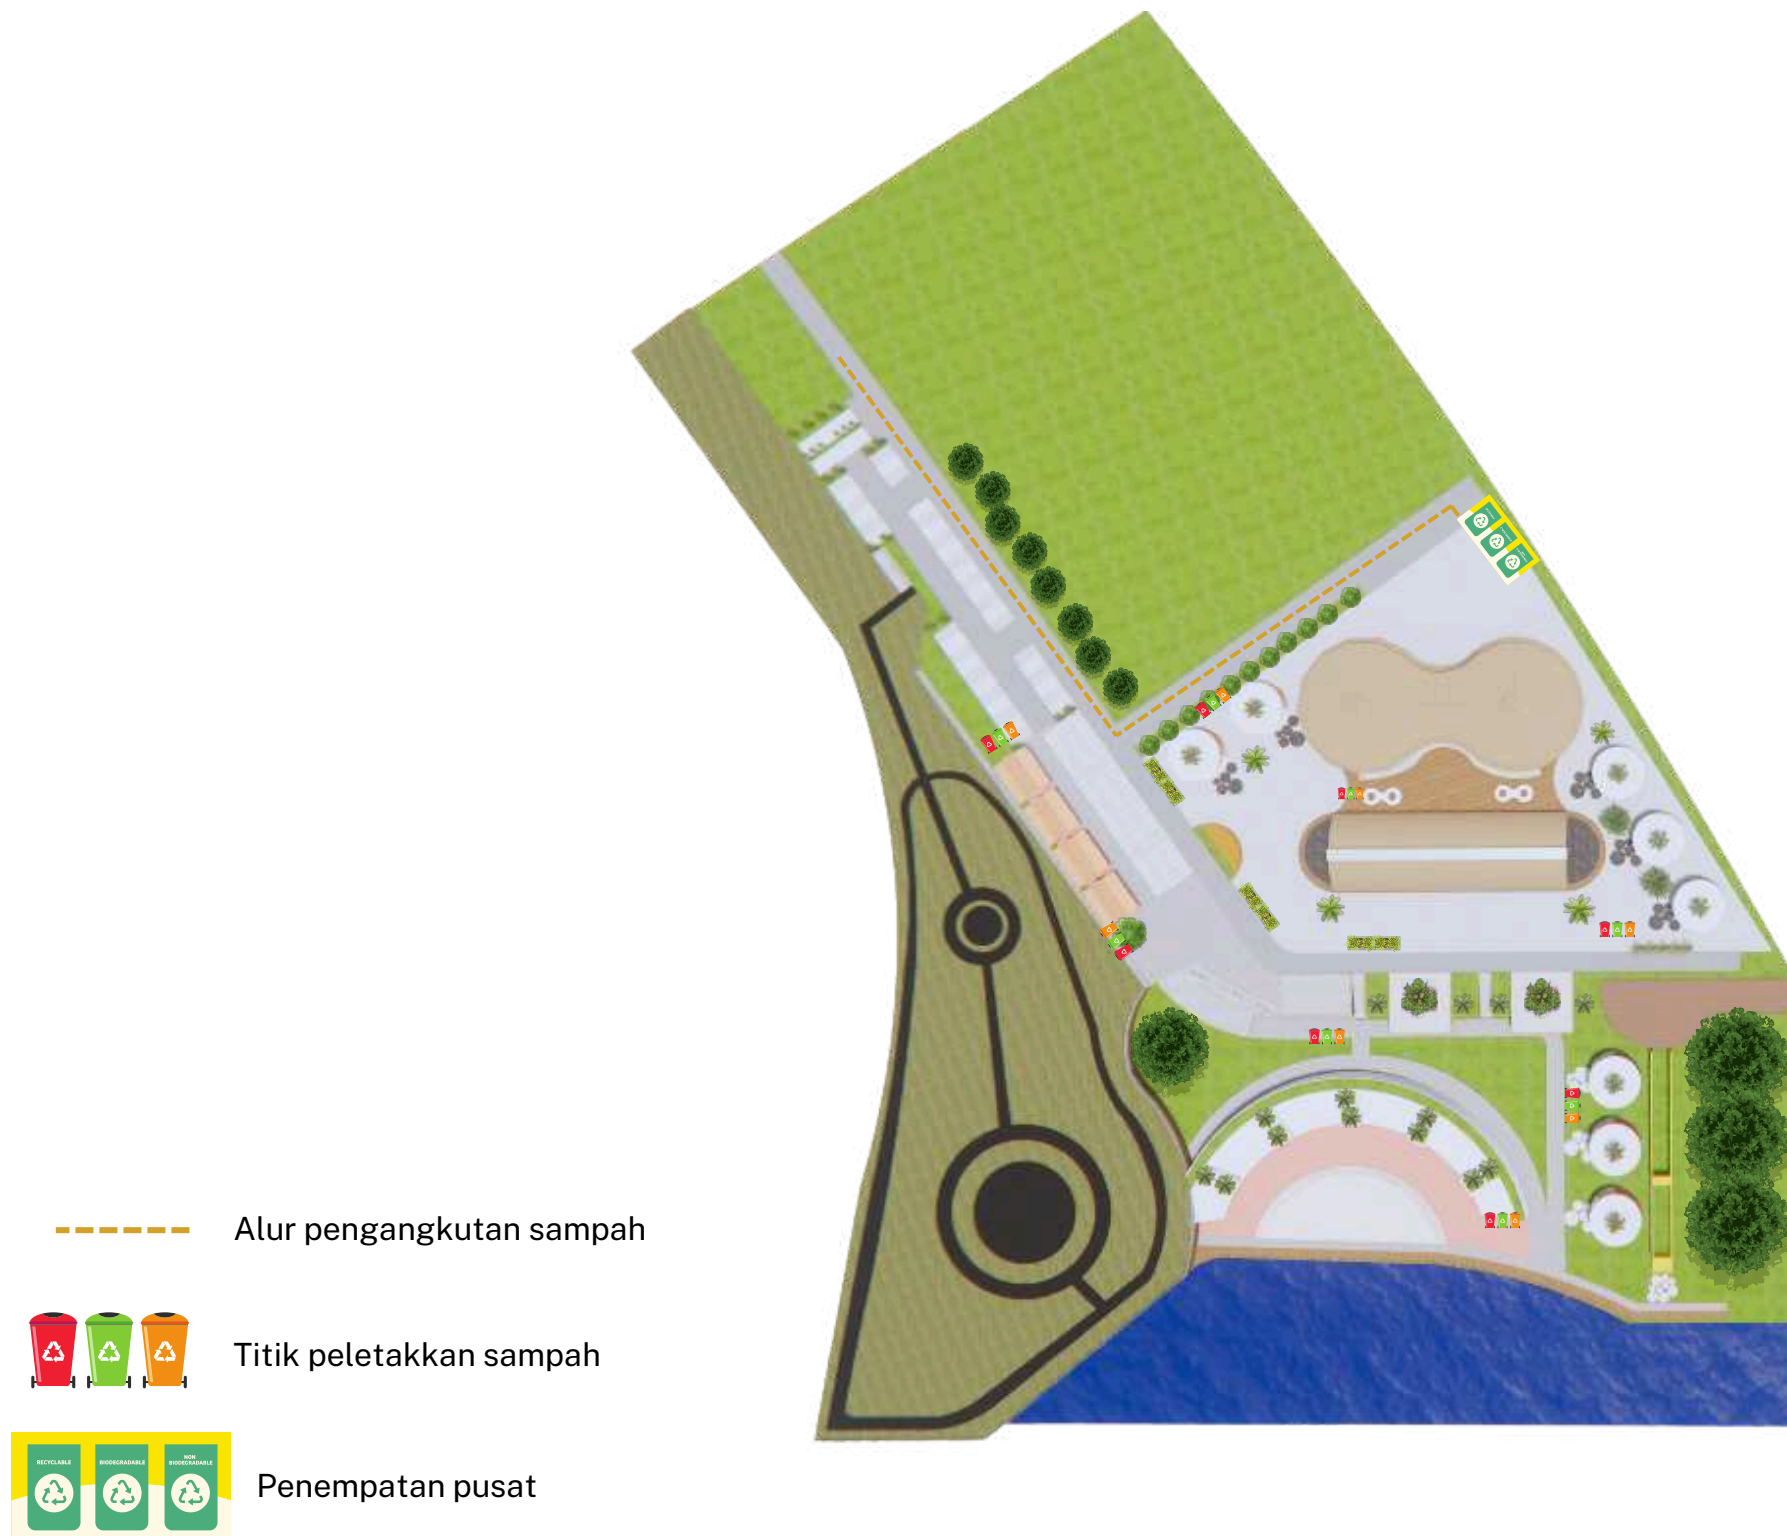 Alur pengangkutan sampah
Titik peletakkan sampah
RECYCLABLE
BIODEGRADABLE
NON
BIODEGRADABLE
Penempatan pusat